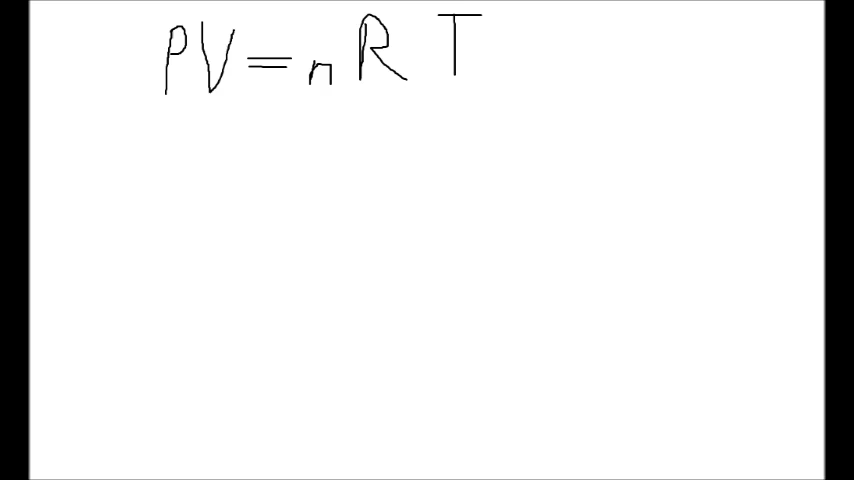 PV = nRT